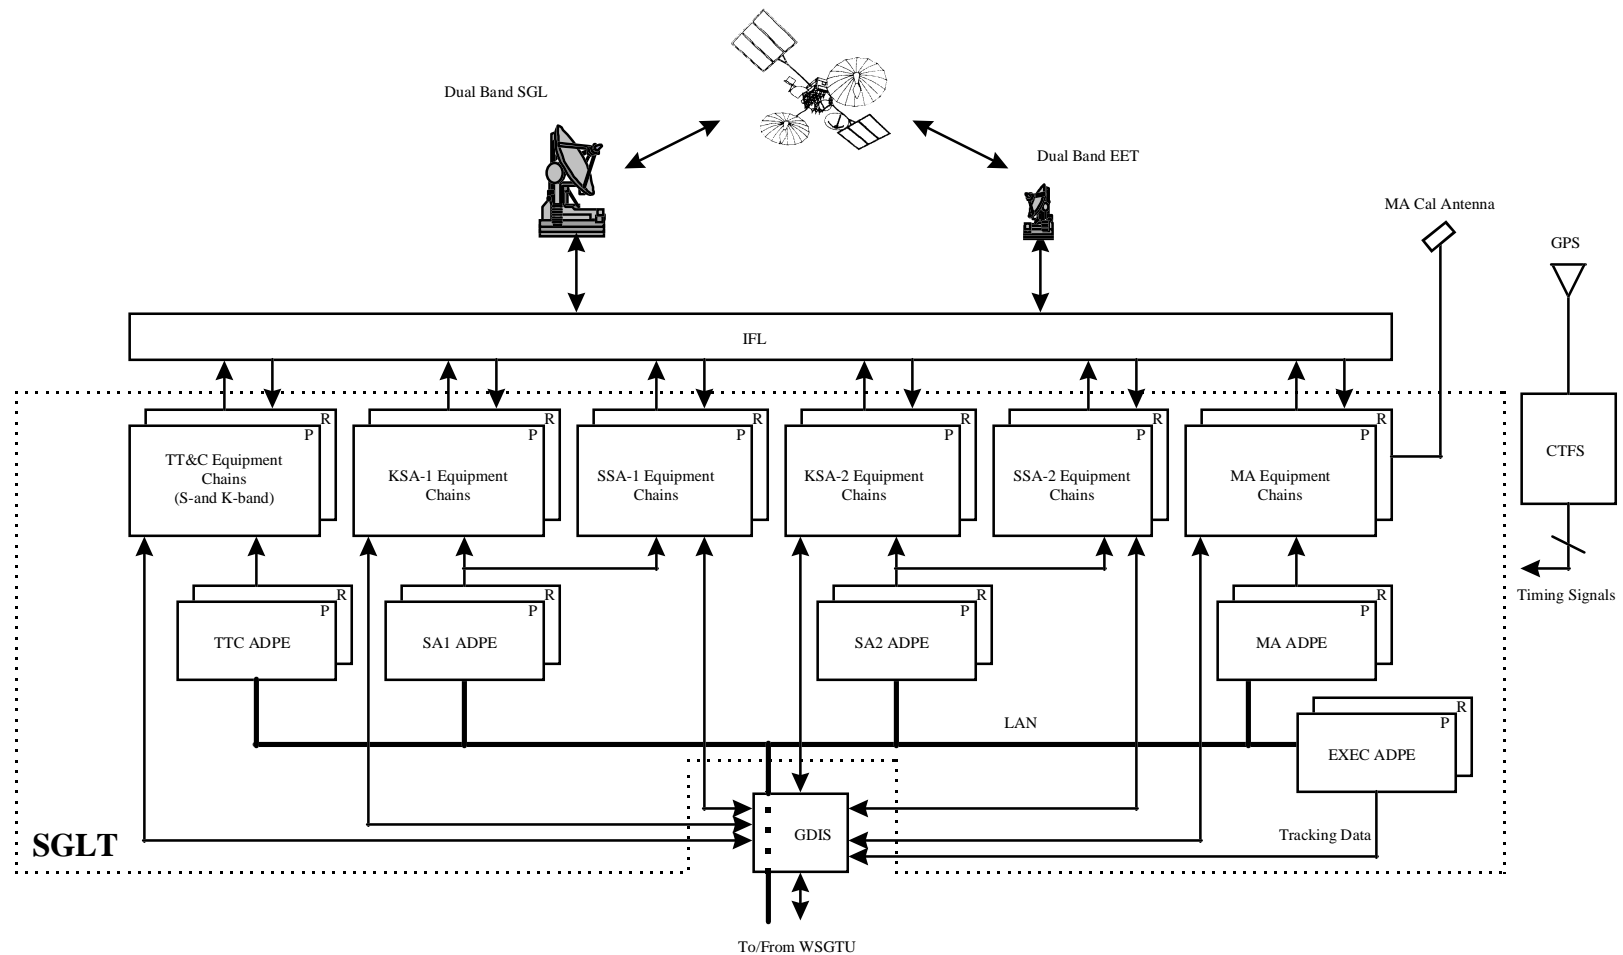 Dual Band SGL
Dual Band EET
MA Cal Antenna
GPS
IFL
R
P
TT&C Equipment
Chains
(S-and K-band)
R
P
KSA-1 Equipment
Chains
R
P
SSA-1 Equipment
Chains
R
P
KSA-2 Equipment
Chains
R
P
SSA-2 Equipment
Chains
R
P
MA Equipment
Chains
CTFS
Timing Signals
R
P
TTC ADPE
R
P
SA1 ADPE
R
P
SA2 ADPE
R
P
MA ADPE
LAN
R
P
EXEC ADPE
SGLT
GDIS
Tracking Data
To/From WSGTU